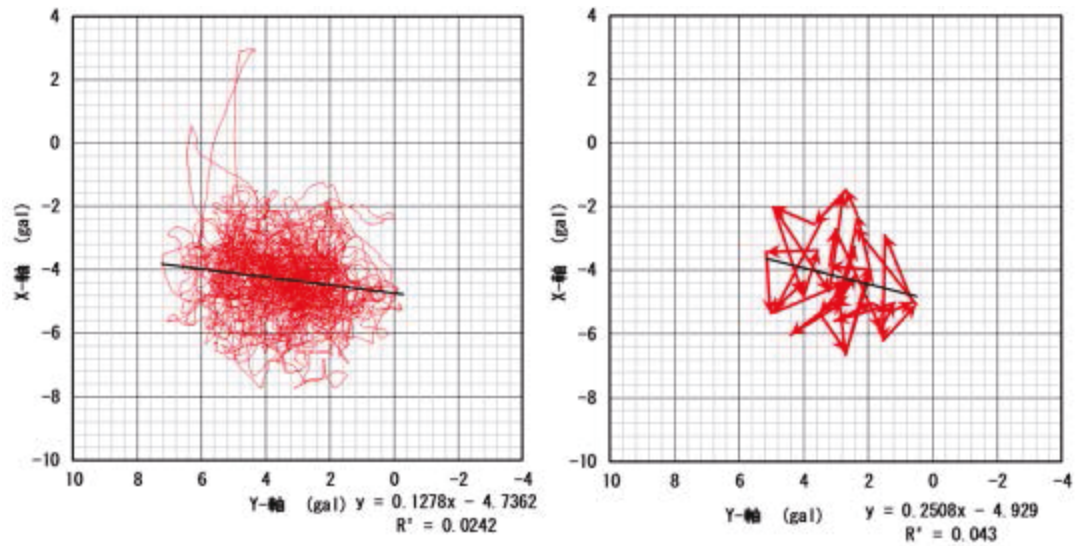 4
2
0
-2
-4
-6
-8
-10
X-軸 (gal)
10 8 6 4 2 0 -2 -4
Y-軸 (gal) y = 0.1278x - 4.7362
R² = 0.0242
4
2
0
-2
-4
-6
-8
-10
X-軸 (gal)
10 8 6 4 2 0 -2 -4
Y-軸 (gal) y = 0.2508x - 4.929
R² = 0.043